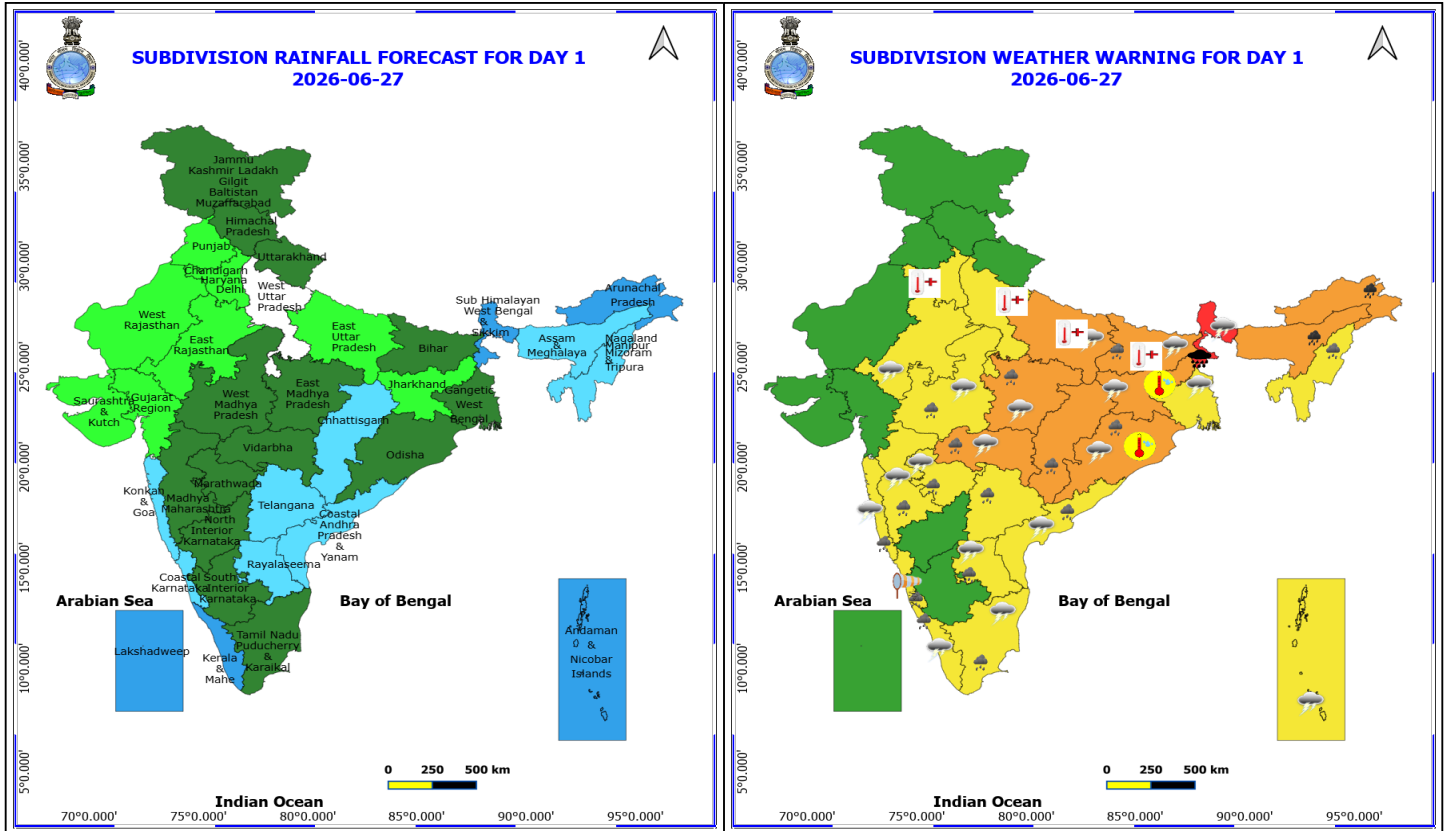 SUBDIVISION RAINFALL FORECAST FOR DAY 1
2026-06-27
40°0.000'
35°0.000'
30°0.000'
25°0.000'
20°0.000'
15°0.000'
10°0.000'
5°0.000'
Jammu
Kashmir Ladakh
Gilgit
Baltistan
Muzaffarabad
Himachal
Pradesh
Punjab
Uttarakhand
Chandigarh
Haryana
Delhi
West
Uttar
Pradesh
West
Rajasthan
East
Rajasthan
East
Uttar
Pradesh
Bihar
Sub Himalayan
West Bengal
&
Sikkim
Arunachal
Pradesh
Assam
&
Meghalaya
Nagaland
Manipur
Mizoram
&
Tripura
Saurashtra
&
Kutch
Gujarat
Region
West
Madhya
Pradesh
East
Madhya
Pradesh
Jharkhand
Gangetic
West
Bengal
Chhattisgarh
Vidarbha
Odisha
Konkan
&
Goa
Madhya
Maharashtra
Marathwada
Telangana
North
Interior
Karnataka
Coastal
Andhra
Pradesh
&
Yanam
Rayalaseema
Coastal
Karnataka
South
Interior
Karnataka
Arabian Sea
Bay of Bengal
Lakshadweep
Kerala
&
Mahe
Tamil Nadu
Puducherry
&
Karaikal
Andaman
&
Nicobar
Islands
0 250 500 km
Indian Ocean
70°0.000' 75°0.000' 80°0.000' 85°0.000' 90°0.000' 95°0.000'
SUBDIVISION WEATHER WARNING FOR DAY 1
2026-06-27
40°0.000'
35°0.000'
30°0.000'
25°0.000'
20°0.000'
15°0.000'
10°0.000'
5°0.000'
Arabian Sea
Bay of Bengal
0 250 500 km
Indian Ocean
70°0.000' 75°0.000' 80°0.000' 85°0.000' 90°0.000' 95°0.000'